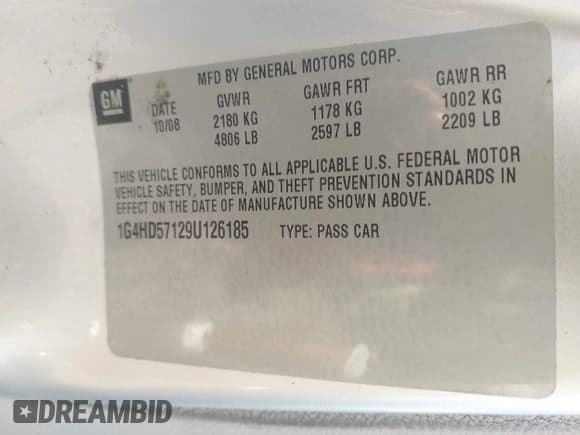 MFD BY GENERAL MOTORS CORP.
GM
DATE GVWR GAWR FRT GAWR RR
10/08 2180 KG 1178 KG 1002 KG
4806 LB 2597 LB 2209 LB
THIS VEHICLE CONFORMS TO ALL APPLICABLE U.S. FEDERAL MOTOR
VEHICLE SAFETY, BUMPER, AND THEFT PREVENTION STANDARDS IN
EFFECT ON THE DATE OF MANUFACTURE SHOWN ABOVE.
1G4HD57129U126185 TYPE: PASS CAR
DREAMBID